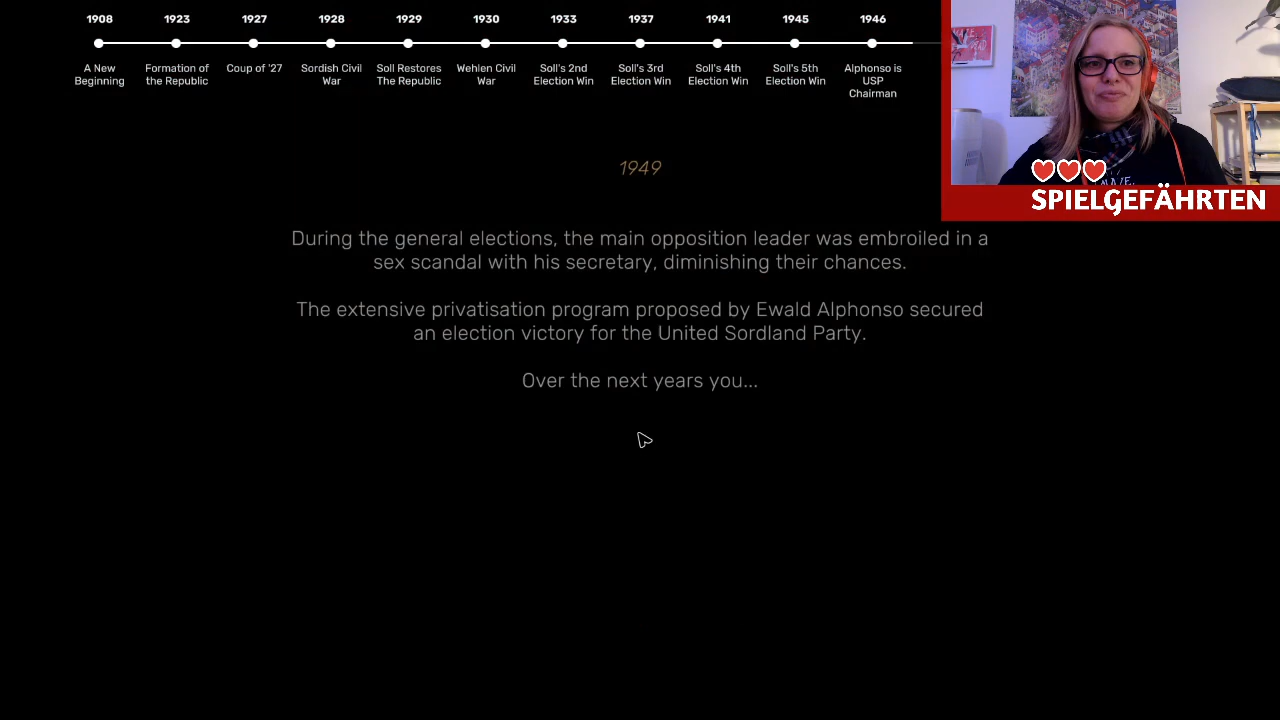 1908 1923 1927 1928 1929 1930 1933 1937 1941 1945 1946
A New Beginning
Formation of the Republic
Coup of '27
Sordish Civil War
Soll Restores The Republic
Wehlen Civil War
Soll's 2nd Election Win
Soll's 3rd Election Win
Soll's 4th Election Win
Soll's 5th Election Win
Alphonso is USP Chairman
SPIELGEFÄHRTEN
1949
During the general elections, the main opposition leader was embroiled in a
sex scandal with his secretary, diminishing their chances.
The extensive privatisation program proposed by Ewald Alphonso secured
an election victory for the United Sordland Party.
Over the next years you...